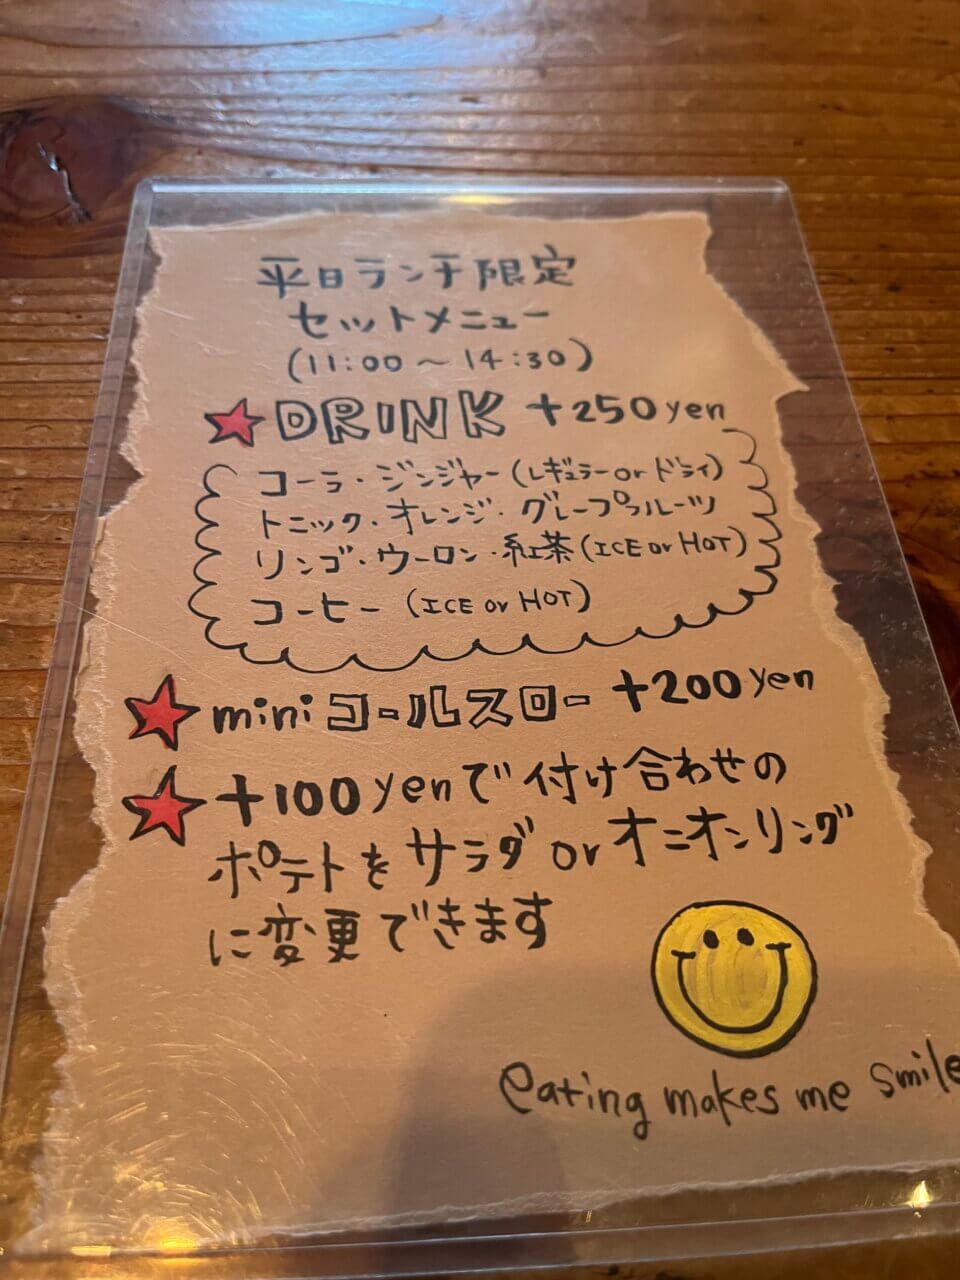 平日ランチ限定
セットメニュー
(11:00～14:30)
DRINK +250yen
コーラ・ジンジャー(レギュラーorドライ)
トニック・オレンジ・グレープフルーツ
リンゴ・ウーロン・紅茶(ICE or HOT)
コーヒー(ICE or HOT)
miniコールスロー+200yen
+100yenで付け合わせの
ポテトをサラダorオニオンリング
に変更できます
eating makes me smile